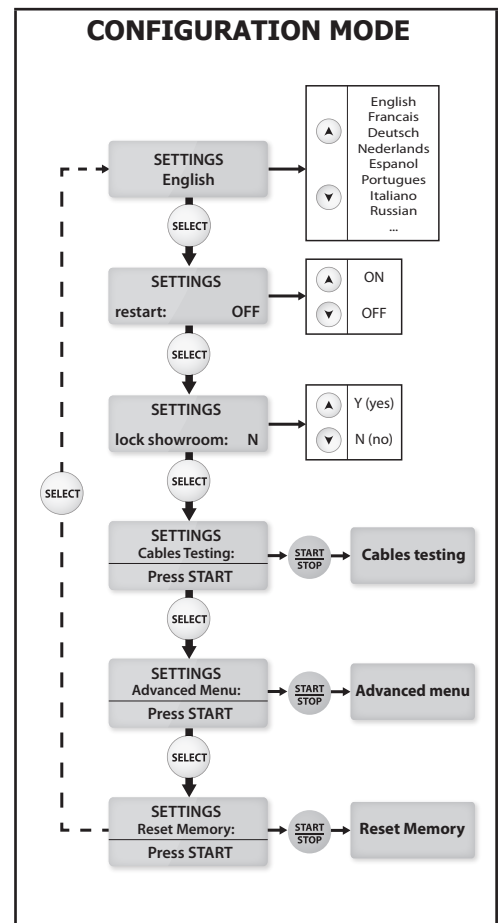 CONFIGURATION MODE
English
Francais
Deutsch
Nederlands
Espanol
Portugues
Italiano
Russian
...
SETTINGS
English
SELECT
SETTINGS
restart: OFF
ON
OFF
SELECT
SETTINGS
lock showroom: N
Y (yes)
N (no)
SELECT
SELECT
SETTINGS
Cables Testing:
Press START
START
STOP
Cables testing
SELECT
SETTINGS
Advanced Menu:
Press START
START
STOP
Advanced menu
SELECT
SETTINGS
Reset Memory:
Press START
START
STOP
Reset Memory